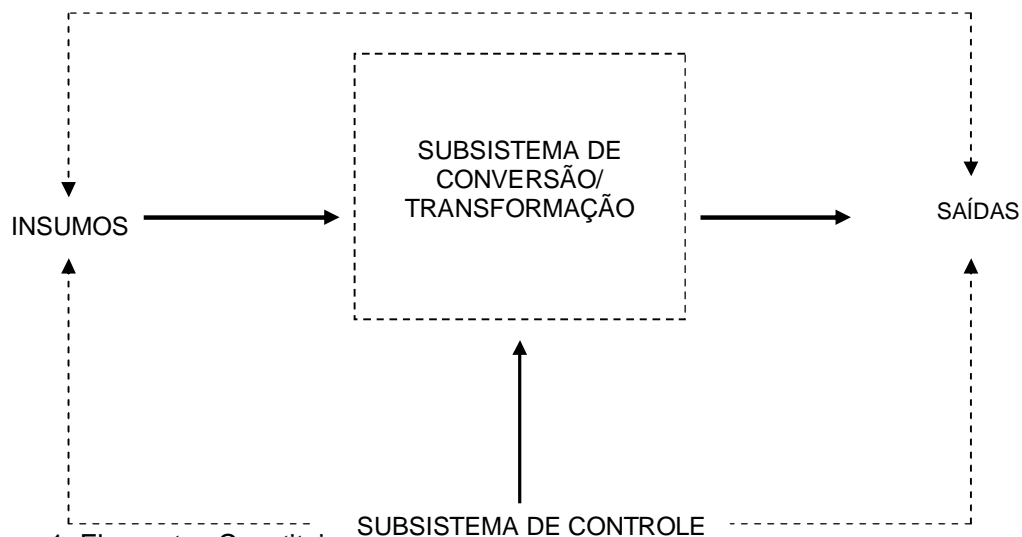 SUBSISTEMA DE
CONVERSÃO/
TRANSFORMAÇÃO
INSUMOS
SAÍDAS
SUBSISTEMA DE CONTROLE